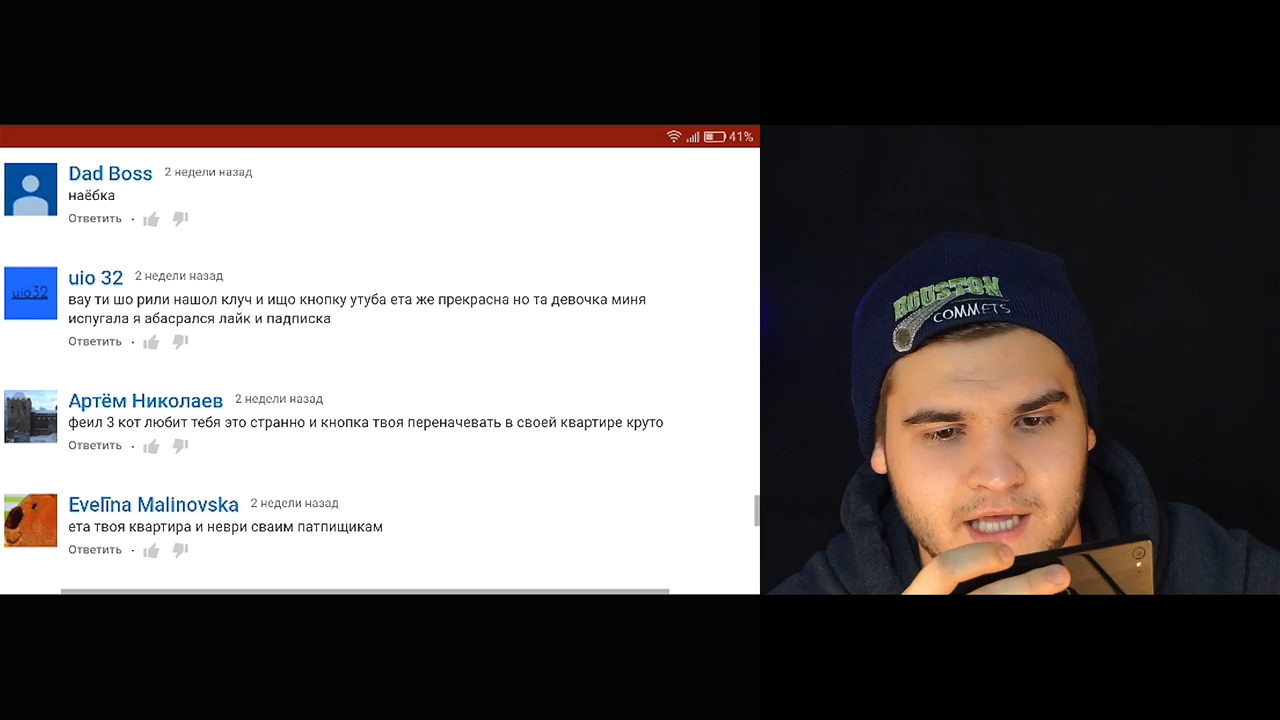 41%
Dad Boss 2 недели назад
наёбка
Ответить
uio32
uio 32 2 недели назад
вау ти шо рили нашол клуч и ищо кнопку утуба ета же прекрасна но та девочка миня
испугала я абасрался лайк и падписка
Ответить
Артём Николаев 2 недели назад
феил 3 кот любит тебя это странно и кнопка твоя переначевать в своей квартире круто
Ответить
Evelīna Malinovska 2 недели назад
ета твоя квартира и неври сваим патпищикам
Ответить
HOUSTON
COMMETS